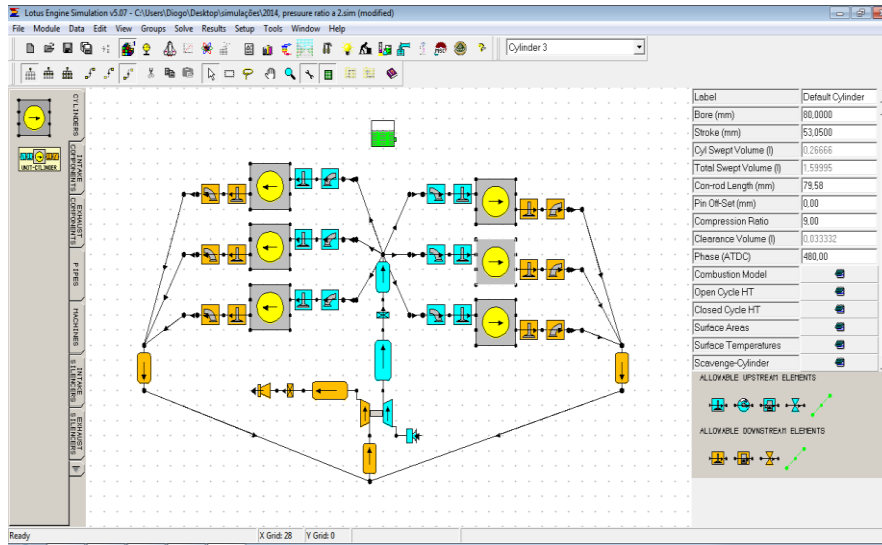 Lotus Engine Simulation v5.07 - C:\Users\Diogo\Desktop\simulações\2014, presuure ratio a 2.sim (modified)
File Module Data Edit View Groups Solve Results Setup Tools Window Help
Cylinder 3
CYLINDERS
UNIT-CYLINDER
INTAKE COMPONENTS
EXHAUST COMPONENTS
PIPES
MACHINES
INTAKE SILENCERS
EXHAUST SILENCERS
Label Default Cylinder
Bore (mm) 80,0000
Stroke (mm) 53,0500
Cyl Swept Volume (l) 0,26666
Total Swept Volume (l) 1,59995
Con-rod Length (mm) 79,58
Pin Off-Set (mm) 0,00
Compression Ratio 9,00
Clearance Volume (l) 0,033332
Phase (ATDC) 480,00
Combustion Model
Open Cycle HT
Closed Cycle HT
Surface Areas
Surface Temperatures
Scavenge-Cylinder
ALLOWABLE UPSTREAM ELEMENTS
ALLOWABLE DOWNSTREAM ELEMENTS
Ready X Grid: 28 Y Grid: 0